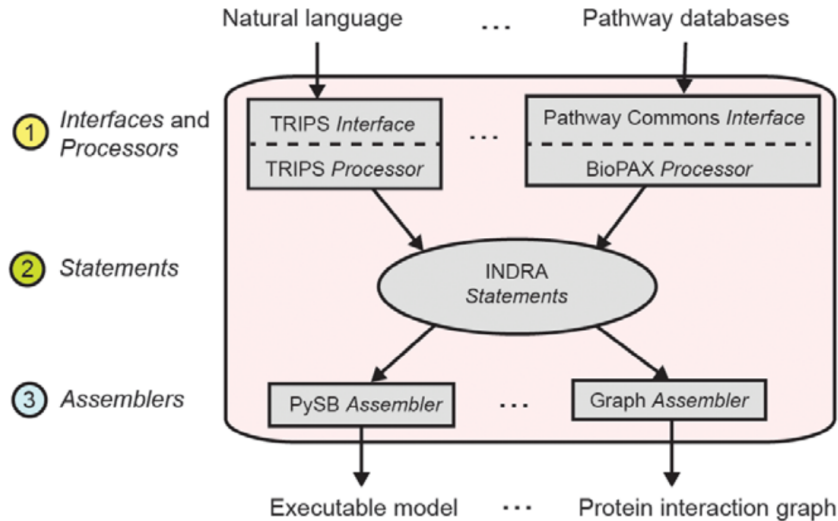 Natural language ... Pathway databases
1 Interfaces and Processors
TRIPS Interface
TRIPS Processor
...
Pathway Commons Interface
BioPAX Processor
2 Statements
INDRA
Statements
3 Assemblers
PySB Assembler ... Graph Assembler
Executable model ... Protein interaction graph